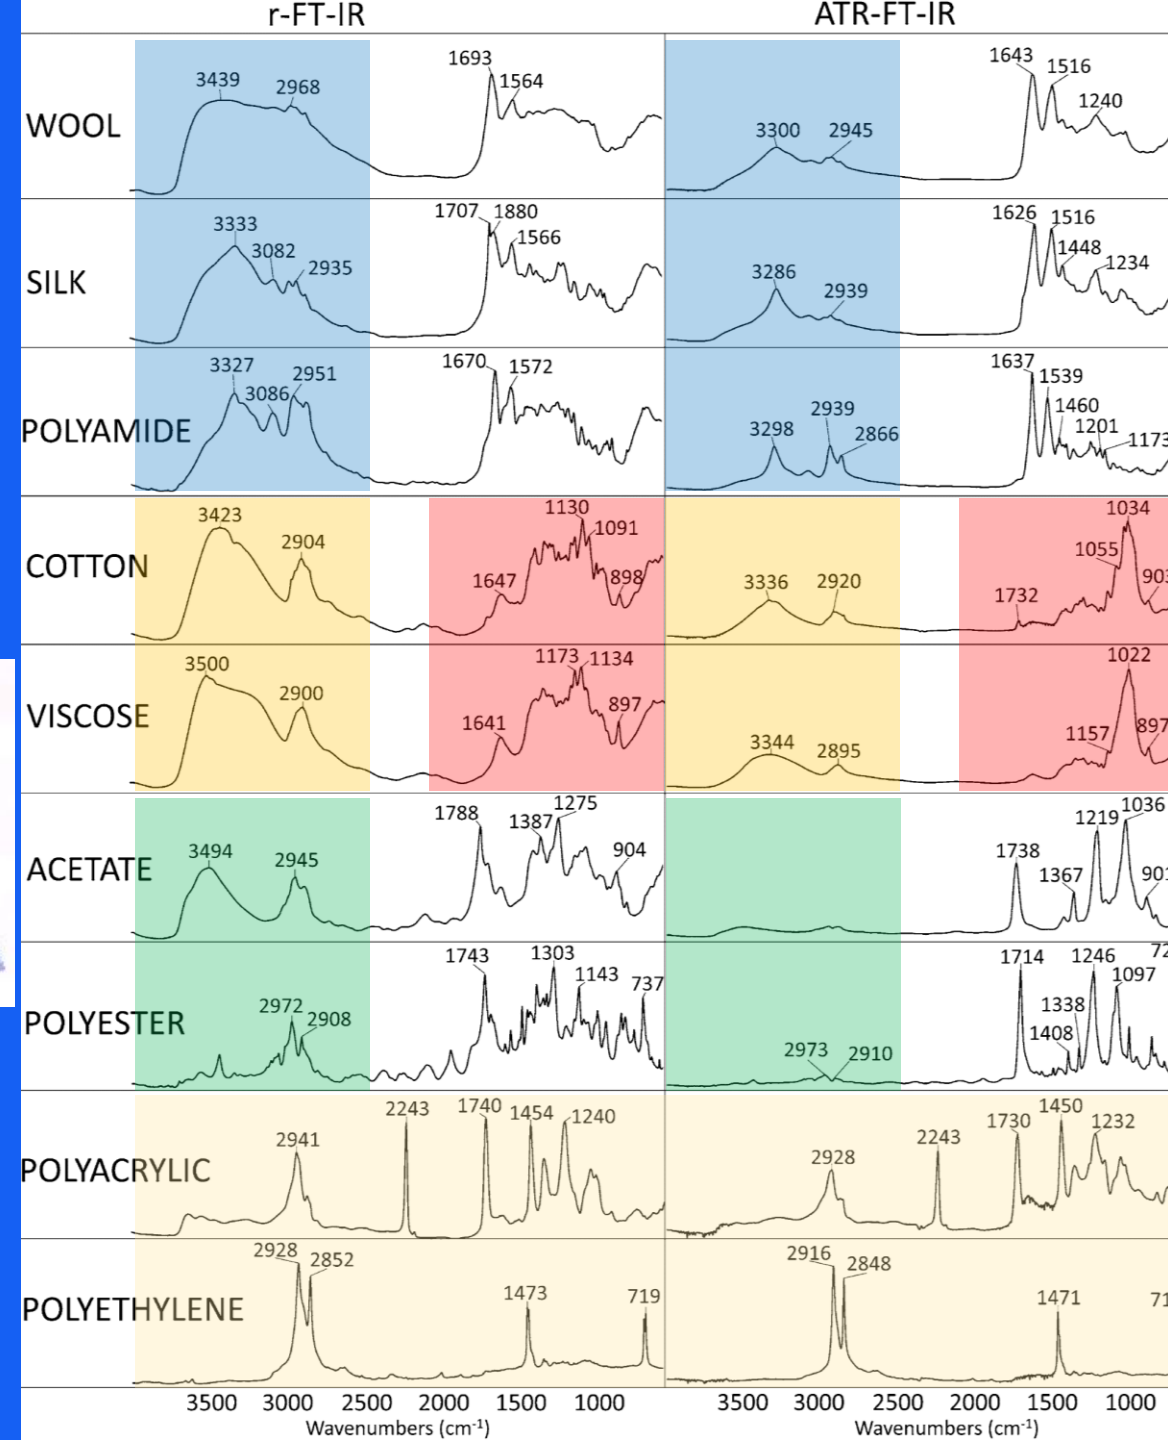 r-FT-IR ATR-FT-IR
WOOL
3439 2968 1693 1564
3300 2945 1643 1516 1240
SILK
3333 3082 2935 1707 1880 1566
3286 2939 1626 1516 1448 1234
POLYAMIDE
3327 3086 2951 1670 1572
3298 2939 2866 1637 1539 1460 1201 1173
COTTON
3423 2904 1647 1130 1091 898
3336 2920 1732 1055 1034 903
VISCOSE
3500 2900 1641 1173 1134 897
3344 2895 1157 1022 897
ACETATE
3494 2945 1788 1387 1275 904
1738 1367 1219 1036 901
POLYESTER
2972 2908 1743 1303 1143 737
2973 2910 1714 1408 1338 1246 1097
POLYACRYLIC
2941 2243 1740 1454 1240
2928 2243 1730 1450 1232
POLYETHYLENE
2928 2852 1473 719
2916 2848 1471
3500 3000 2500 2000 1500 1000 3500 3000 2500 2000 1500 1000
Wavenumbers (cm⁻¹) Wavenumbers (cm⁻¹)